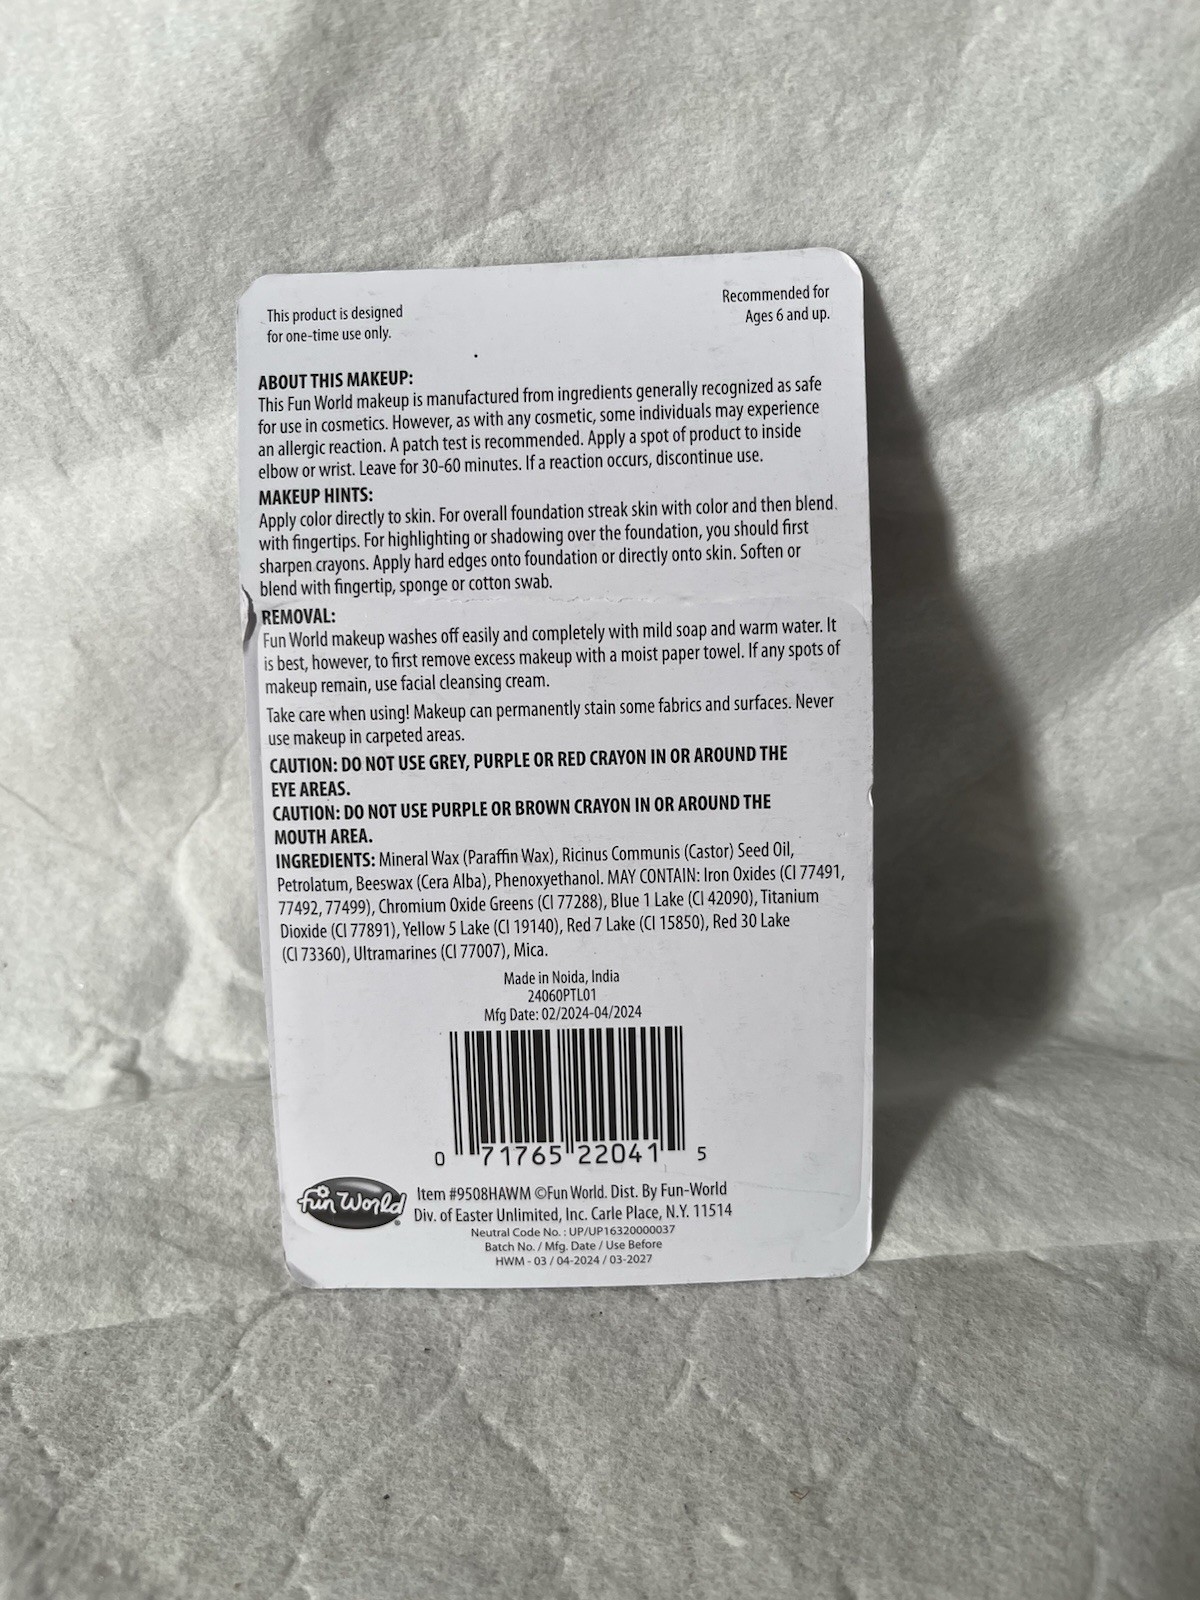 This product is designed
for one-time use only.
Recommended for
Ages 6 and up.
ABOUT THIS MAKEUP:
This Fun World makeup is manufactured from ingredients generally recognized as safe
for use in cosmetics. However, as with any cosmetic, some individuals may experience
an allergic reaction. A patch test is recommended. Apply a spot of product to inside
elbow or wrist. Leave for 30-60 minutes. If a reaction occurs, discontinue use.
MAKEUP HINTS:
Apply color directly to skin. For overall foundation streak skin with color and then blend.
with fingertips. For highlighting or shadowing over the foundation, you should first
sharpen crayons. Apply hard edges onto foundation or directly onto skin. Soften or
blend with fingertip, sponge or cotton swab.
REMOVAL:
Fun World makeup washes off easily and completely with mild soap and warm water. It
is best, however, to first remove excess makeup with a moist paper towel. If any spots of
makeup remain, use facial cleansing cream.
Take care when using! Makeup can permanently stain some fabrics and surfaces. Never
use makeup in carpeted areas.
CAUTION: DO NOT USE GREY, PURPLE OR RED CRAYON IN OR AROUND THE
EYE AREAS.
CAUTION: DO NOT USE PURPLE OR BROWN CRAYON IN OR AROUND THE
MOUTH AREA.
INGREDIENTS: Mineral Wax (Paraffin Wax), Ricinus Communis (Castor) Seed Oil,
Petrolatum, Beeswax (Cera Alba), Phenoxyethanol. MAY CONTAIN: Iron Oxides (CI 77491,
77492, 77499), Chromium Oxide Greens (CI 77288), Blue 1 Lake (CI 42090), Titanium
Dioxide (CI 77891), Yellow 5 Lake (CI 19140), Red 7 Lake (CI 15850), Red 30 Lake
(CI 73360), Ultramarines (CI 77007), Mica.
Made in Noida, India
24060PTL01
Mfg Date: 02/2024-04/2024
0 71765 22041 5
fun World
Item #9508HAWM ©Fun World. Dist. By Fun-World
Div. of Easter Unlimited, Inc. Carle Place, N.Y. 11514
Neutral Code No. : UP/UP16320000037
Batch No. / Mfg. Date / Use Before
HWM - 03 / 04-2024 / 03-2027